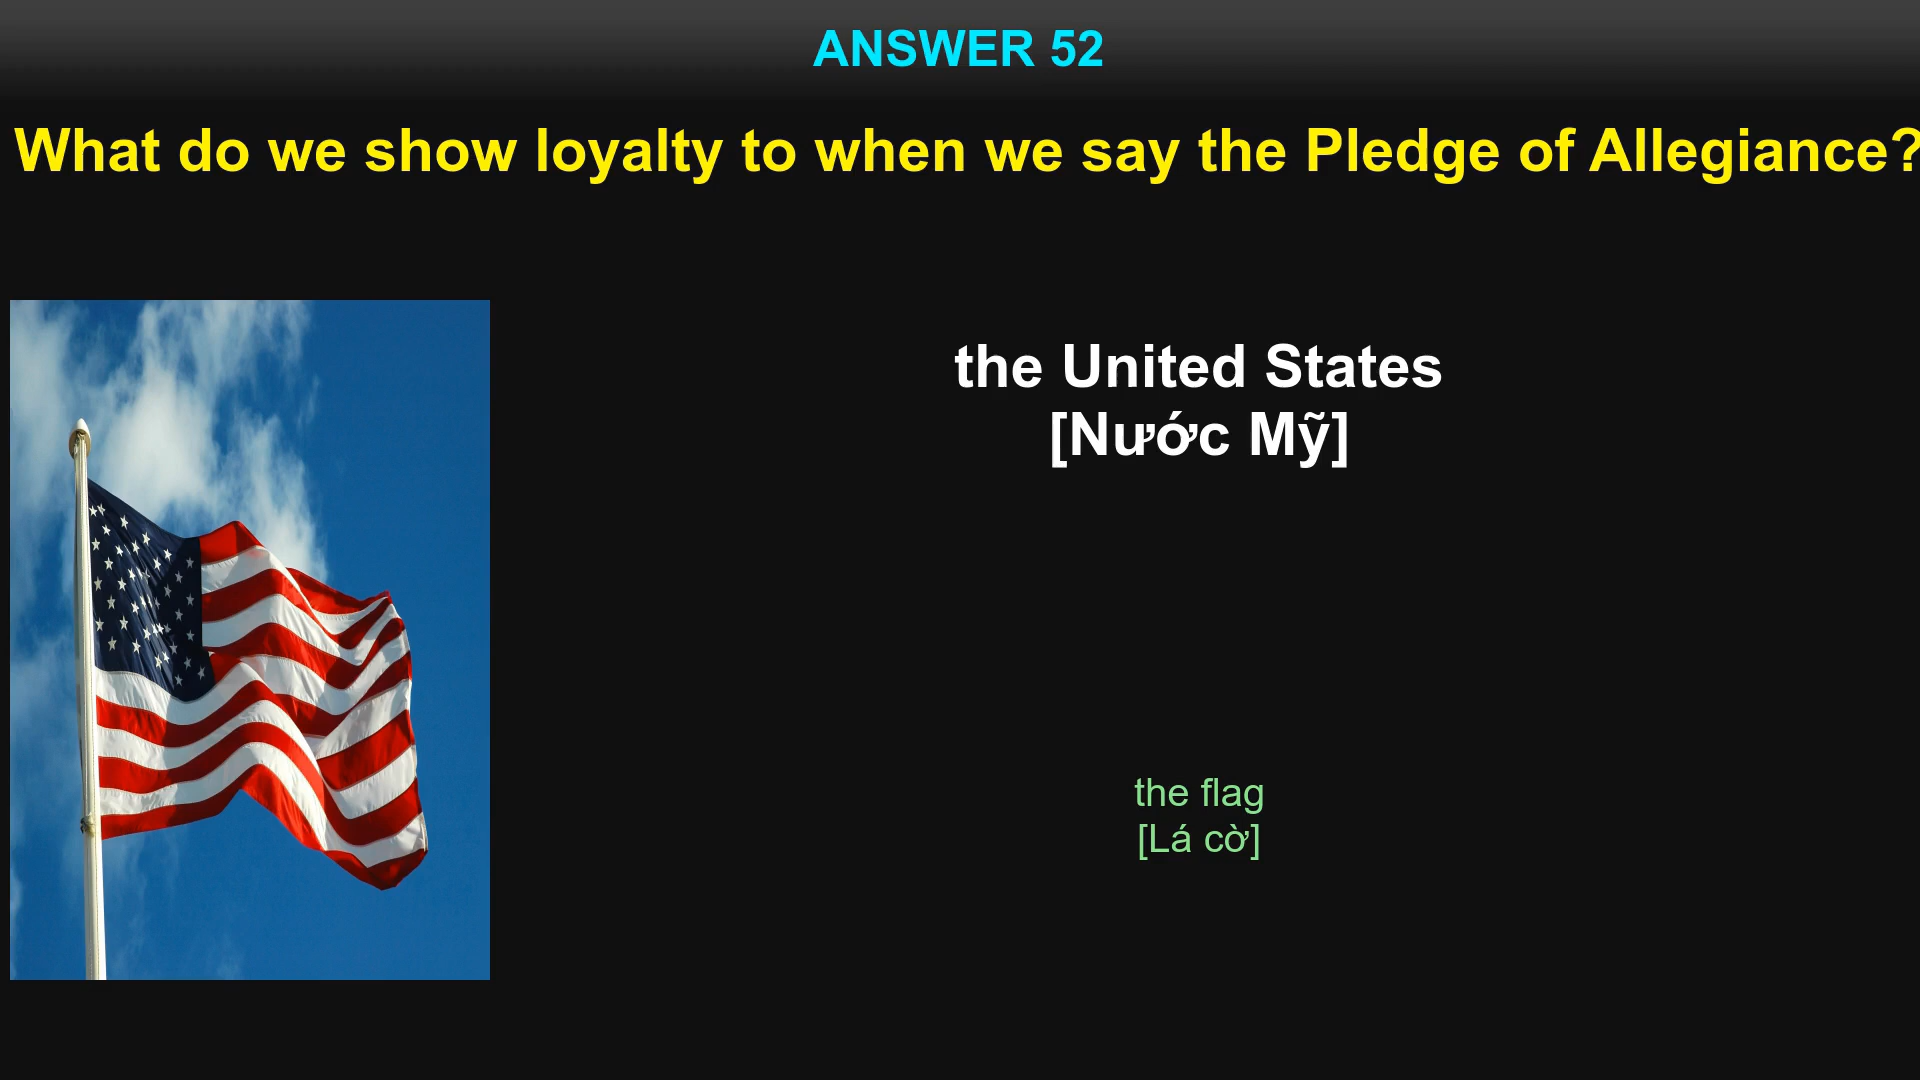 ANSWER 52
What do we show loyalty to when we say the Pledge of Allegiance?
the United States
[Nước Mỹ]
the flag
[Lá cờ]